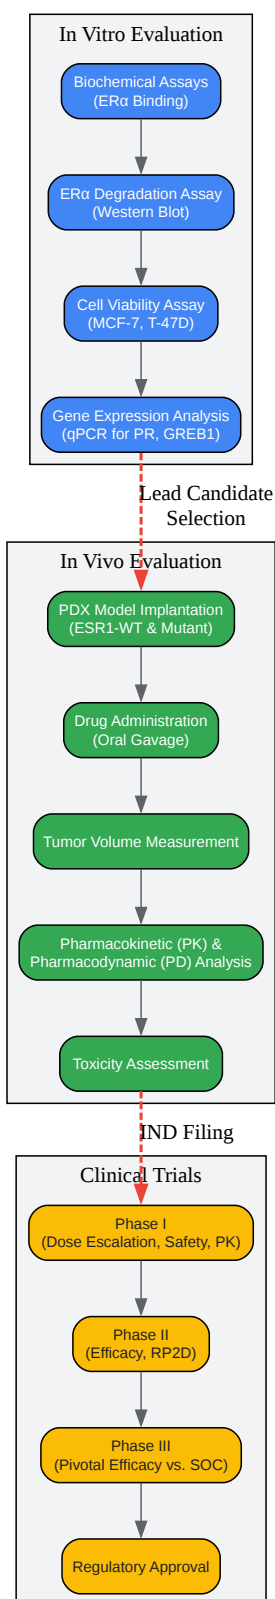 In Vitro Evaluation
Biochemical Assays
(ERα Binding)
ERα Degradation Assay
(Western Blot)
Cell Viability Assay
(MCF-7, T-47D)
Gene Expression Analysis
(qPCR for PR, GREB1)
Lead Candidate
Selection
In Vivo Evaluation
PDX Model Implantation
(ESR1-WT & Mutant)
Drug Administration
(Oral Gavage)
Tumor Volume Measurement
Pharmacokinetic (PK) &
Pharmacodynamic (PD) Analysis
Toxicity Assessment
IND Filing
Clinical Trials
Phase I
(Dose Escalation, Safety, PK)
Phase II
(Efficacy, RP2D)
Phase III
(Pivotal Efficacy vs. SOC)
Regulatory Approval